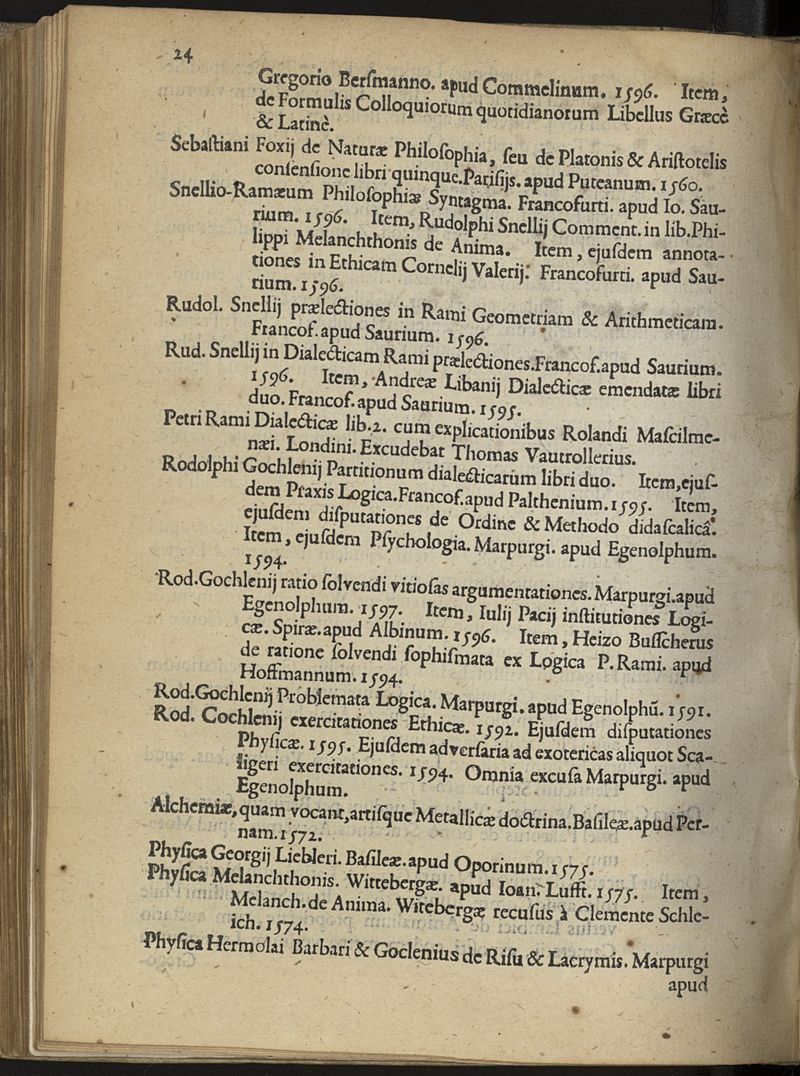 24
Gregorio Berſmanno. apud Commelinum. 1596. Item,
de Formulis Colloquiorum quotidianorum Libellus Græcè
& Latinè.
Sebaſtiani Foxij de Naturæ Philoſophia, ſeu de Platonis & Ariſtotelis
conſenſione libri quinque. Pariſijs. apud Puteanum. 1560.
Snellio-Ramæum Philoſophiæ Syntagma. Francofurti. apud Io. Sau-
rium. 1596. Item, Rudolphi Snellij Comment. in lib. Phi-
lippi Melanchthonis de Anima. Item, ejuſdem annota-
tiones in Ethicam Cornelij Valerij. Francofurti. apud Sau-
rium. 1596.
Rudol. Snellij prælectiones in Rami Geometriam & Arithmeticam.
Francof. apud Saurium. 1596.
Rud. Snellij in Dialecticam Rami prælectiones. Francof. apud Saurium.
1596. Item, Andreæ Libanij Dialecticæ emendatæ libri
duo. Francof. apud Saurium. 1595.
Petri Rami Dialecticæ lib. 2. cum explicationibus Rolandi Maſcilme-
næi. Londini. Excudebat Thomas Vautrollerius.
Rodolphi Gochlenij Partitionum dialecticarum libri duo. Item, ejuſ-
dem Praxis Logica. Francof. apud Palthenium. 1595. Item,
ejuſdem diſputationes de Ordine & Methodo didaſcalicâ.
Item, ejuſdem Pſychologia. Marpurgi. apud Egenolphum.
1594.
Rod. Gochlenij ratio ſolvendi vitioſas argumentationes. Marpurgi. apud
Egenolphum. 1597. Item, Iulij Pacij inſtitutiones Logi-
cæ. Spiræ. apud Albinum. 1596. Item, Heizo Buſſcherus
de ratione ſolvendi ſophiſmata ex Logica P. Rami. apud
Hoffmannum. 1594.
Rod. Gochlenij Problemata Logica. Marpurgi. apud Egenolphū. 1591.
Rod. Cochlenij exercitationes Ethicæ. 1592. Ejuſdem diſputationes
Phyſicæ. 1595. Ejuſdem adverſaria ad exotericas aliquot Sca-
ligeri exercitationes. 1594. Omnia excuſa Marpurgi. apud
Egenolphum.
Alchemiæ, quam vocant, artiſque Metallicæ doctrina. Baſileæ. apud Per-
nam. 1572.
Phyſica Georgij Liebleri. Baſileæ. apud Oporinum. 1575.
Phyſica Melanchthonis. Wittebergæ. apud Ioan. Lufft. 1575. Item,
Melanch. de Anima. Witebergæ recuſus à Clemente Schle-
ich. 1574.
Phyſica Hermolai Barbari & Goclenius de Riſu & Lacrymis. Marpurgi
apud